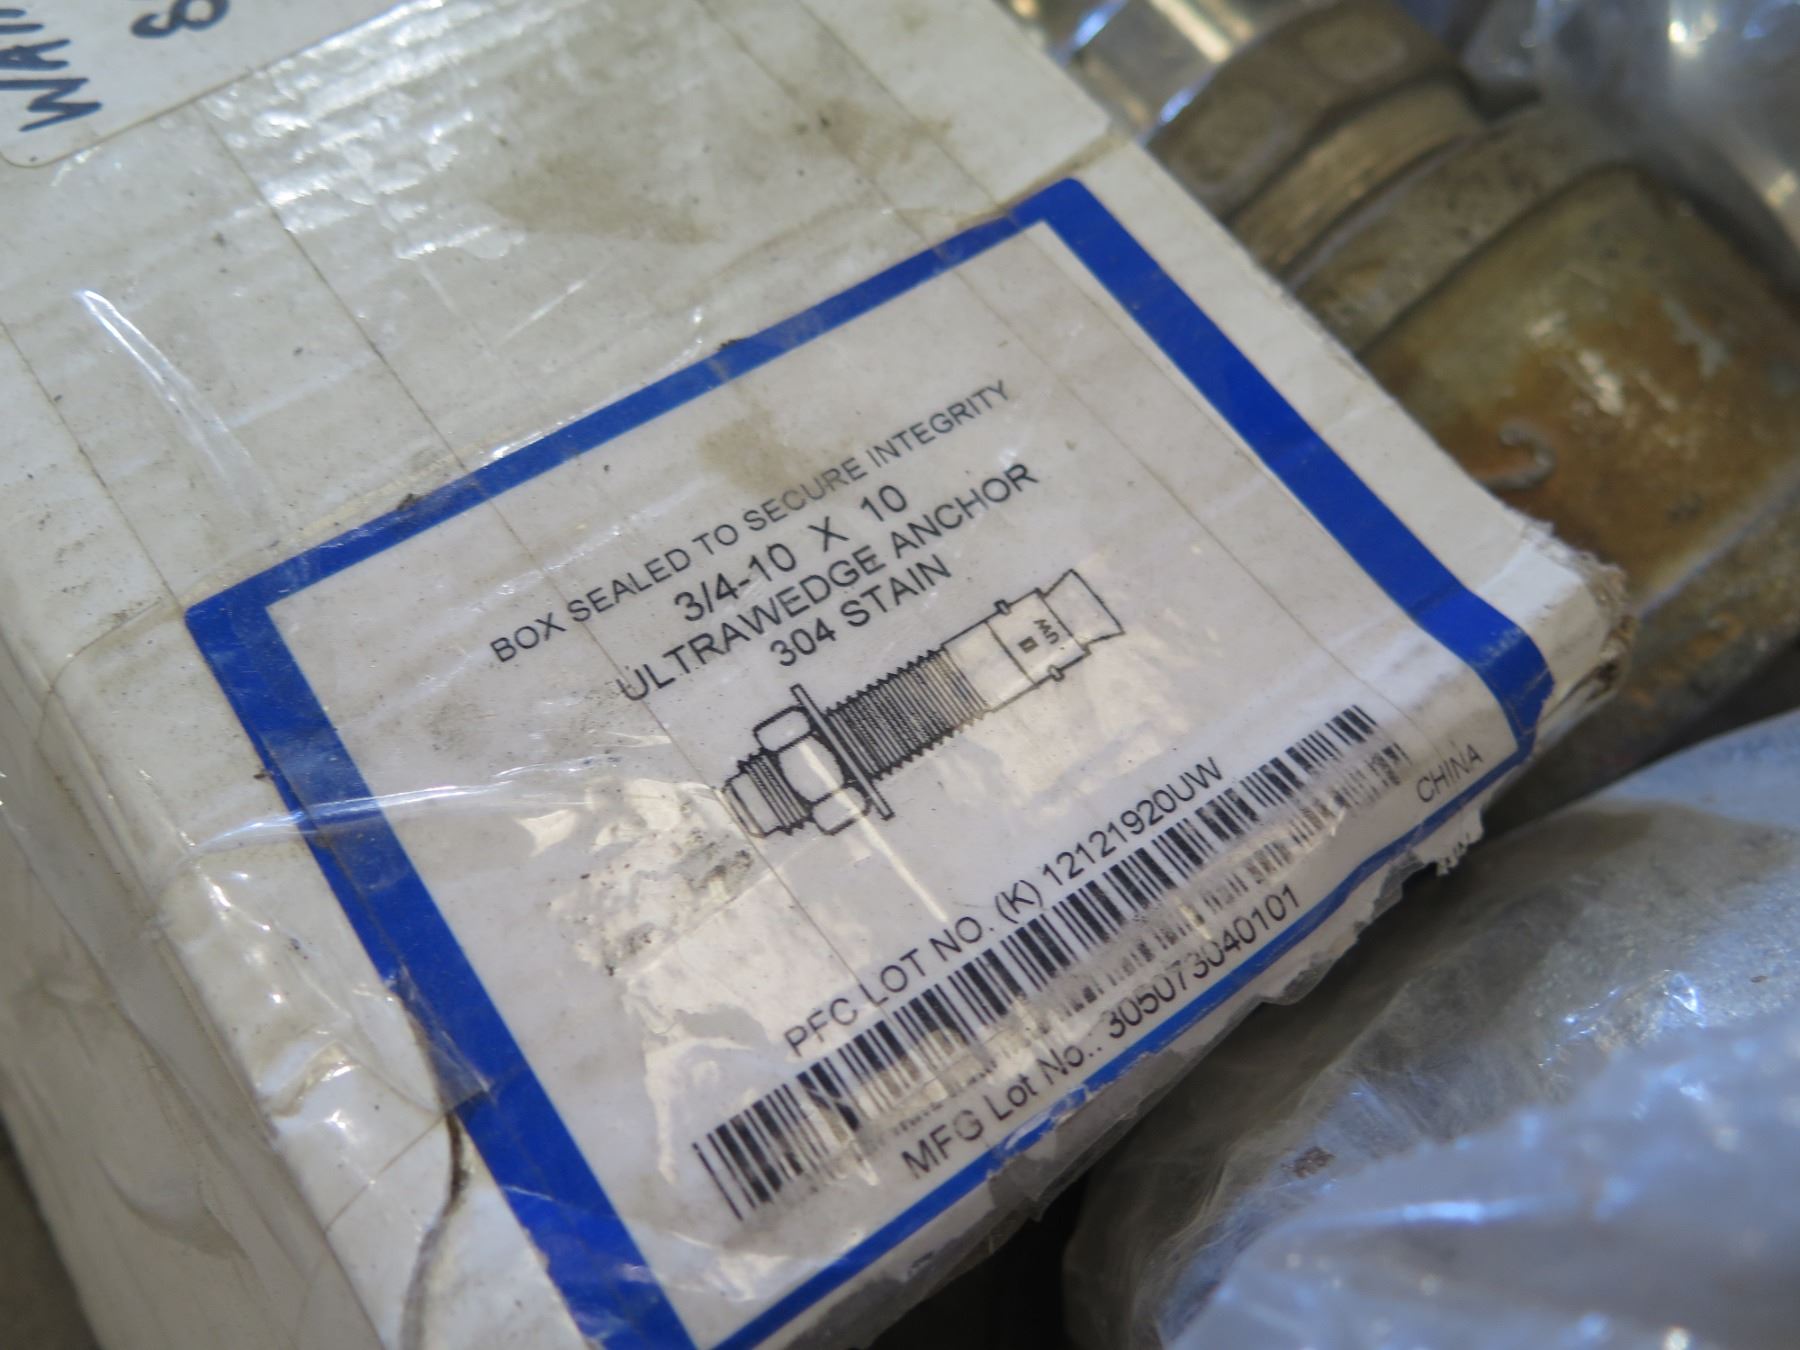 BOX SEALED TO SECURE INTEGRITY
3/4-10 X 10
ULTRAWEDGE ANCHOR
304 STAIN
UW
PFC LOT NO. (K) 12121920UW
CHINA
MFG Lot No.. 305073040101